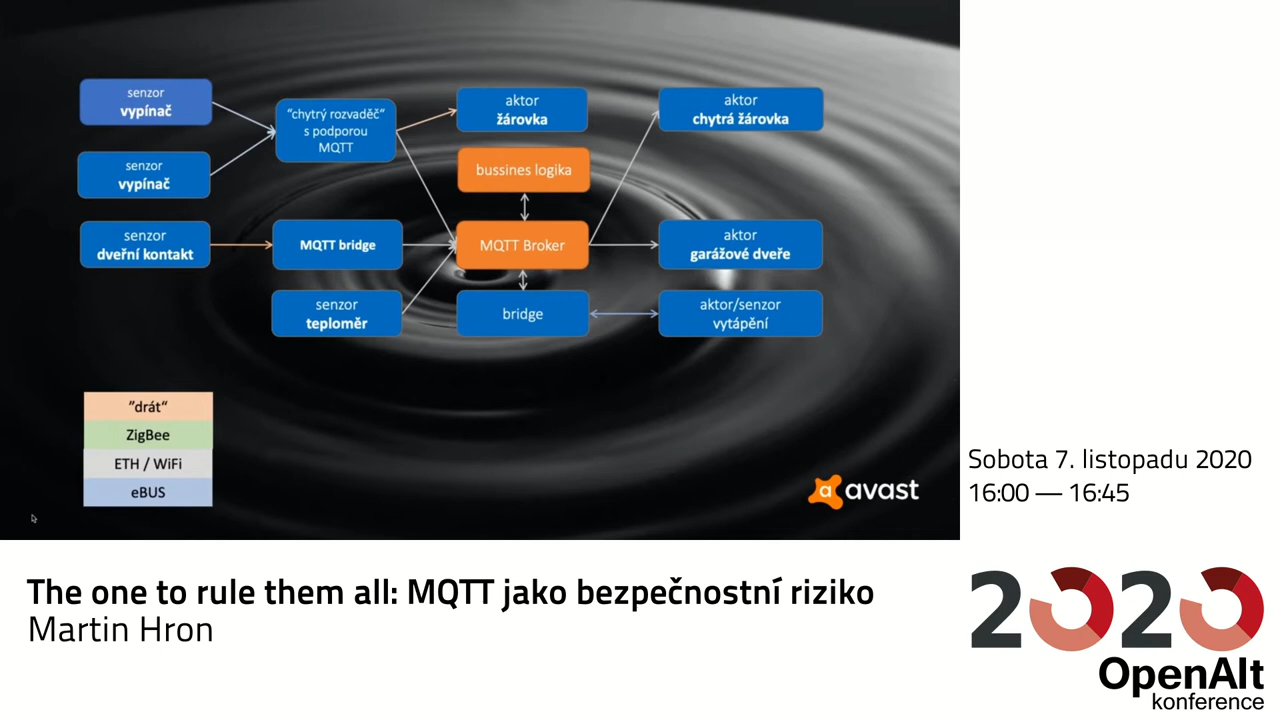 senzor
vypínač
"chytrý rozvaděč"
s podporou
MQTT
aktor
žárovka
aktor
chytrá žárovka
bussines logika
senzor
vypínač
senzor
dveřní kontakt
MQTT bridge
MQTT Broker
aktor
garážové dveře
senzor
teploměr
bridge
aktor/senzor
vytápění
"drát"
ZigBee
ETH / WiFi
eBUS
avast
Sobota 7. listopadu 2020
16:00 — 16:45
The one to rule them all: MQTT jako bezpečnostní riziko
Martin Hron
2020
OpenAlt
konference